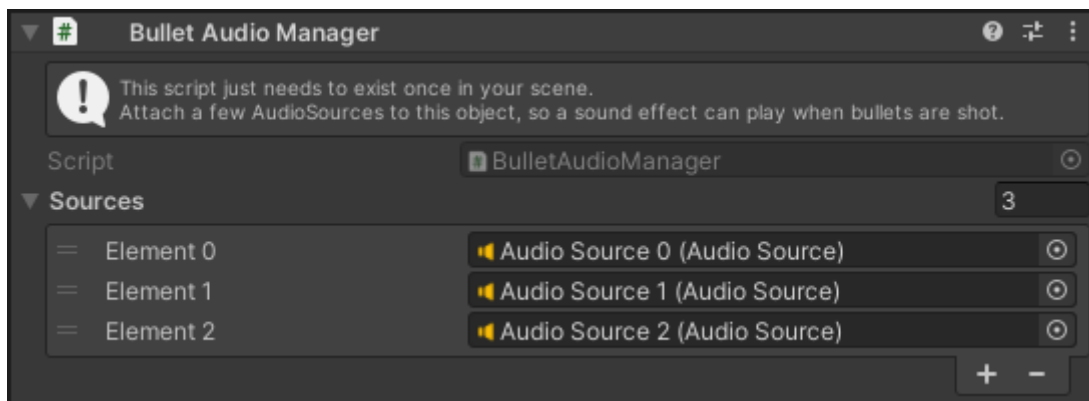 Bullet Audio Manager
This script just needs to exist once in your scene.
Attach a few AudioSources to this object, so a sound effect can play when bullets are shot.
Script BulletAudioManager
Sources 3
Element 0 Audio Source 0 (Audio Source)
Element 1 Audio Source 1 (Audio Source)
Element 2 Audio Source 2 (Audio Source)